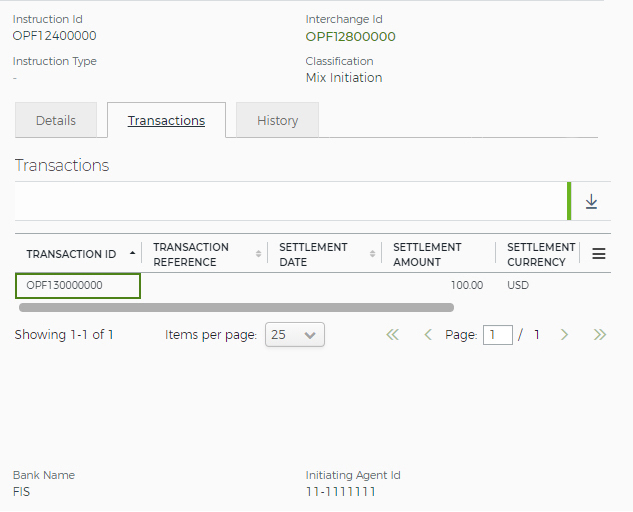 Instruction Id Interchange Id
OPF12400000 OPF12800000
Instruction Type Classification
- Mix Initiation
Details Transactions History
Transactions
TRANSACTION ID TRANSACTION REFERENCE SETTLEMENT DATE SETTLEMENT AMOUNT SETTLEMENT CURRENCY
OPF130000000 100.00 USD
Showing 1-1 of 1 Items per page: 25 Page: 1 / 1
Bank Name Initiating Agent Id
FIS 11-1111111